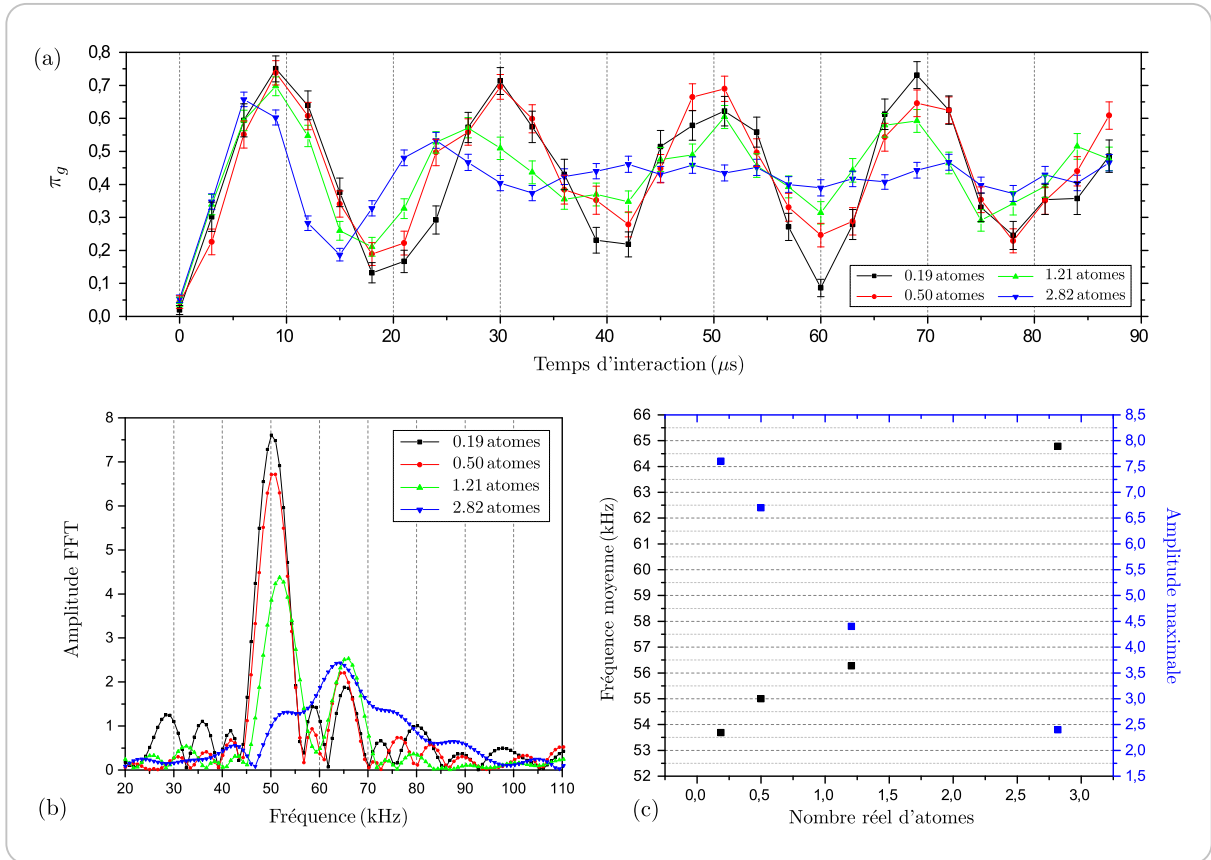 (a)
0,8
0,7
0,6
0,5
0,4
0,3
0,2
0,1
0,0
π_g
0 10 20 30 40 50 60 70 80 90
Temps d'interaction (μs)
0.19 atomes 1.21 atomes
0.50 atomes 2.82 atomes
8
7
6
5
4
3
2
1
0
Amplitude FFT
0.19 atomes
0.50 atomes
1.21 atomes
2.82 atomes
20 30 40 50 60 70 80 90 100 110
Fréquence (kHz)
(b)
66
65
64
63
62
61
60
59
58
57
56
55
54
53
52
Fréquence moyenne (kHz)
8,5
8,0
7,5
7,0
6,5
6,0
5,5
5,0
4,5
4,0
3,5
3,0
2,5
2,0
1,5
Amplitude maximale
0,0 0,5 1,0 1,5 2,0 2,5 3,0
Nombre réel d'atomes
(c)